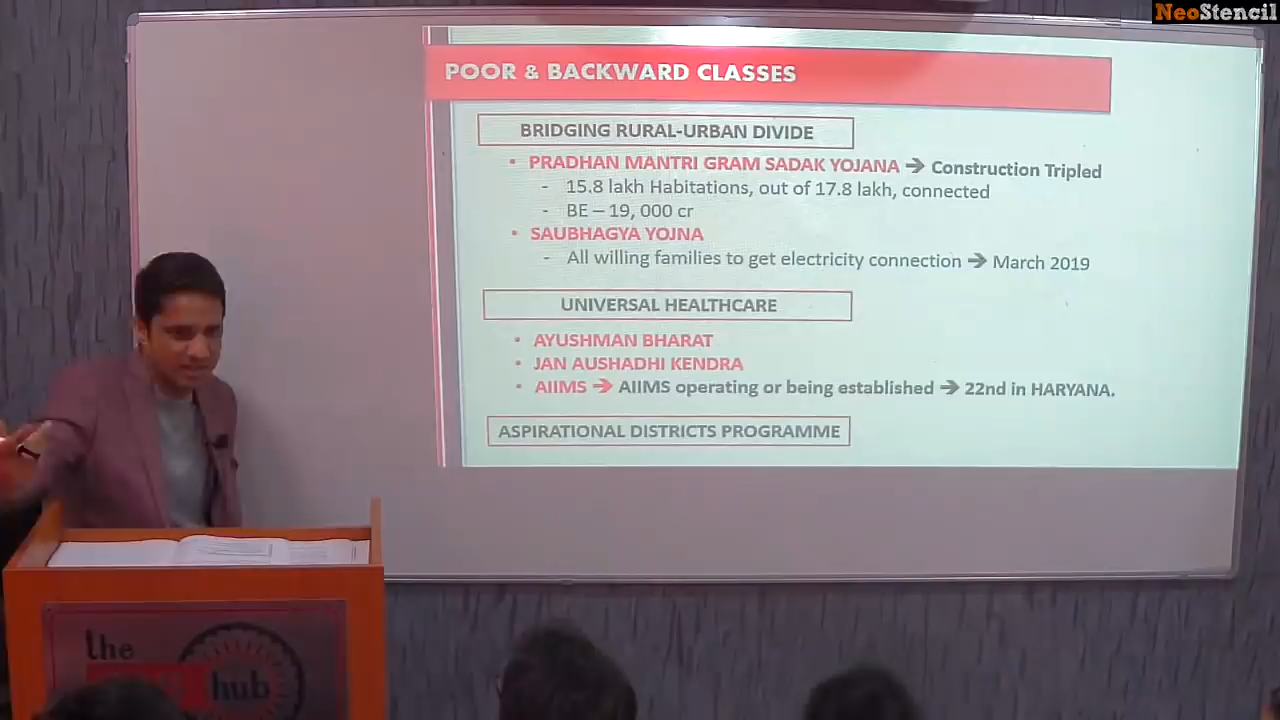 NeoStencil
POOR & BACKWARD CLASSES
BRIDGING RURAL-URBAN DIVIDE
• PRADHAN MANTRI GRAM SADAK YOJANA → Construction Tripled
- 15.8 lakh Habitations, out of 17.8 lakh, connected
- BE – 19, 000 cr
• SAUBHAGYA YOJNA
- All willing families to get electricity connection → March 2019
UNIVERSAL HEALTHCARE
• AYUSHMAN BHARAT
• JAN AUSHADHI KENDRA
• AIIMS → AIIMS operating or being established → 22nd in HARYANA.
ASPIRATIONAL DISTRICTS PROGRAMME
the
hub